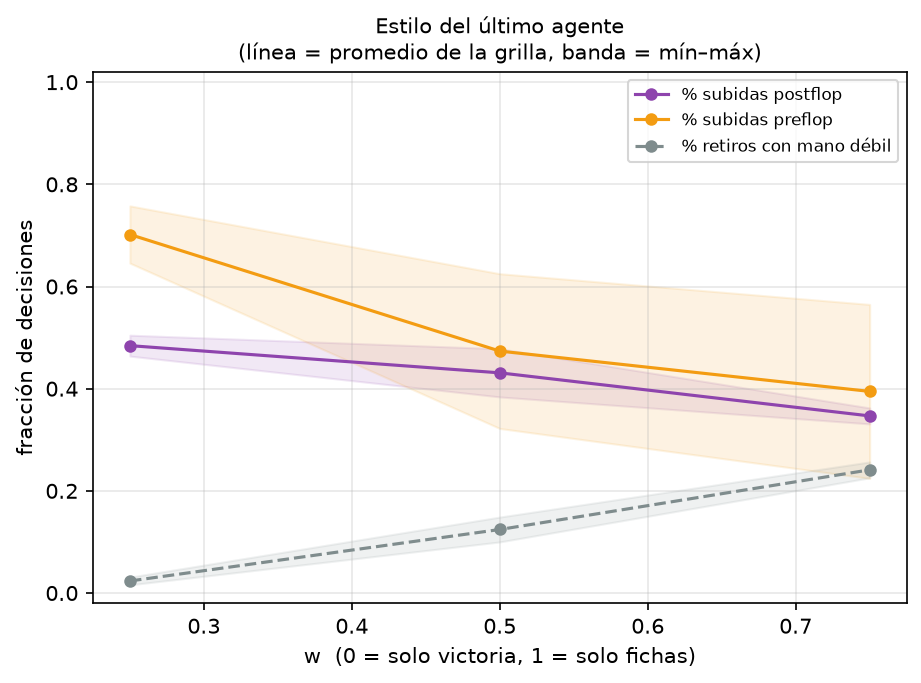 Estilo del último agente
(línea = promedio de la grilla, banda = mín–máx)
% subidas postflop
% subidas preflop
% retiros con mano débil
fracción de decisiones
1.0
0.8
0.6
0.4
0.2
0.0
0.3 0.4 0.5 0.6 0.7
w (0 = solo victoria, 1 = solo fichas)